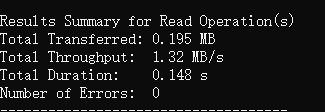 Results Summary for Read Operation(s)
Total Transferred: 0.195 MB
Total Throughput:  1.32 MB/s
Total Duration:    0.148 s
Number of Errors:  0
------------------------------------